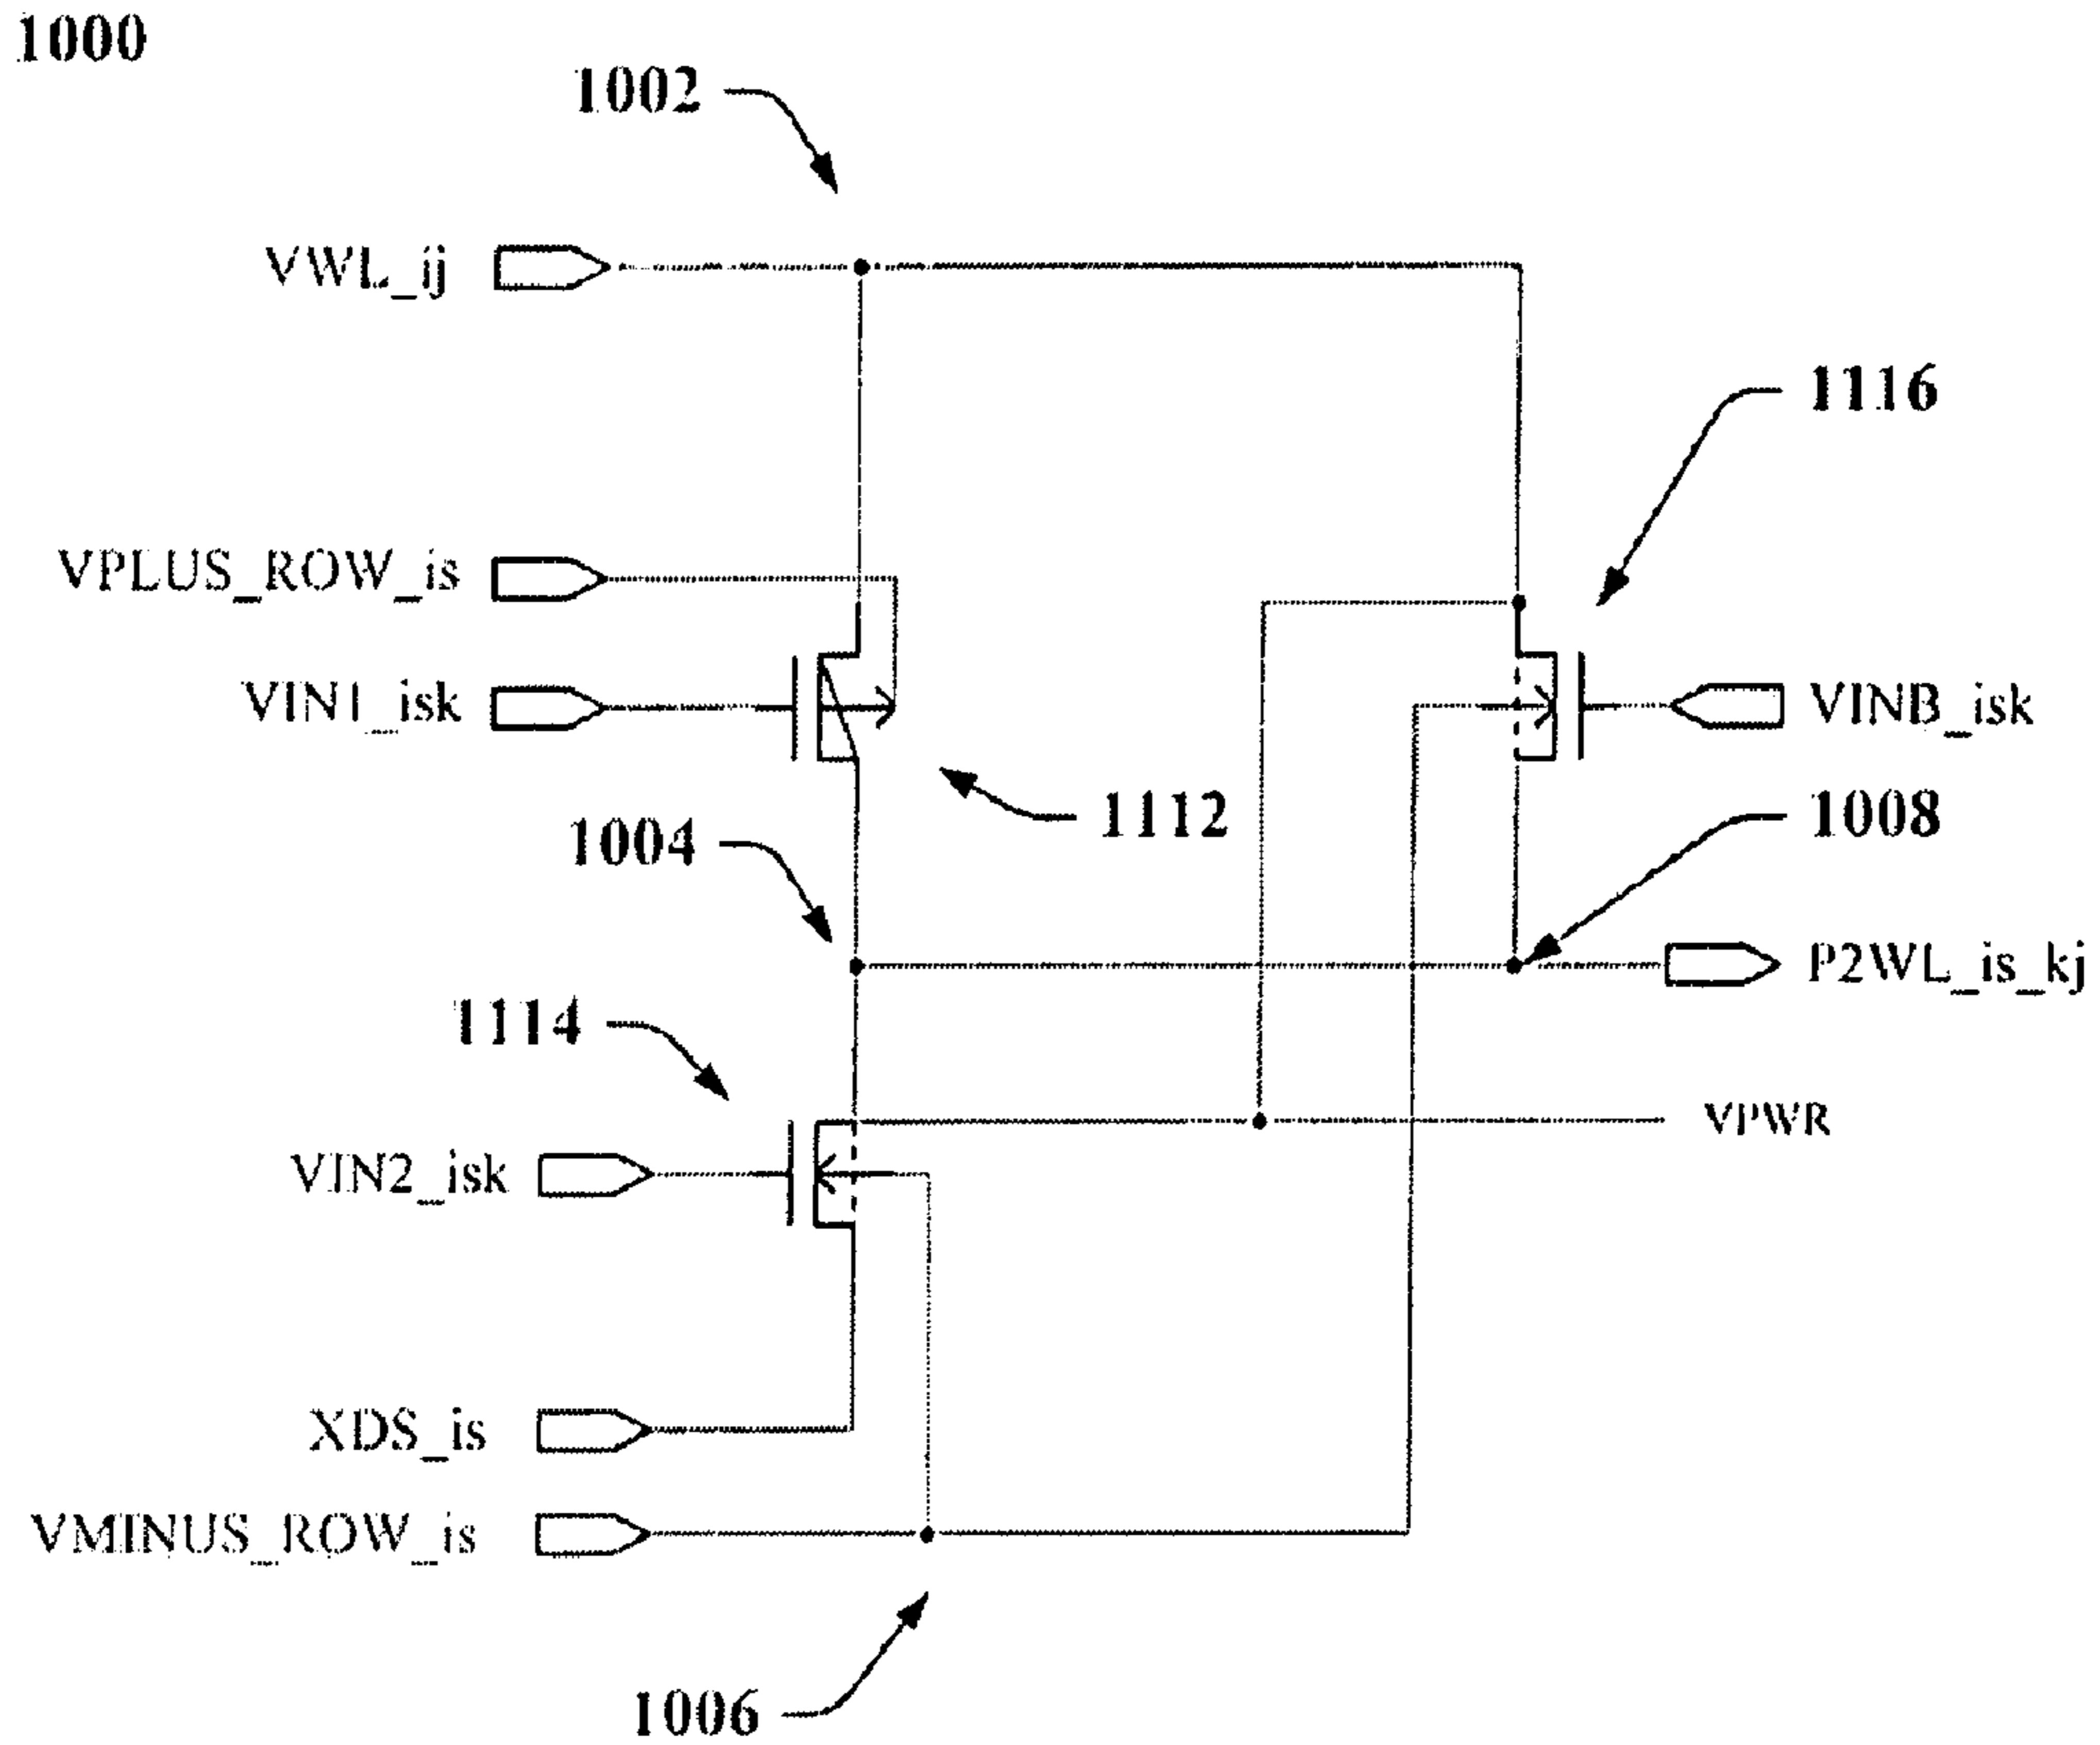 1000
1002
VWL_ij
1116
VPLUS_ROW_is
VIN1_isk
VINB_isk
1112
1008
1004
P2WL_is_kj
1114
VPWR
VIN2_isk
XDS_is
VMINUS_ROW_is
1006